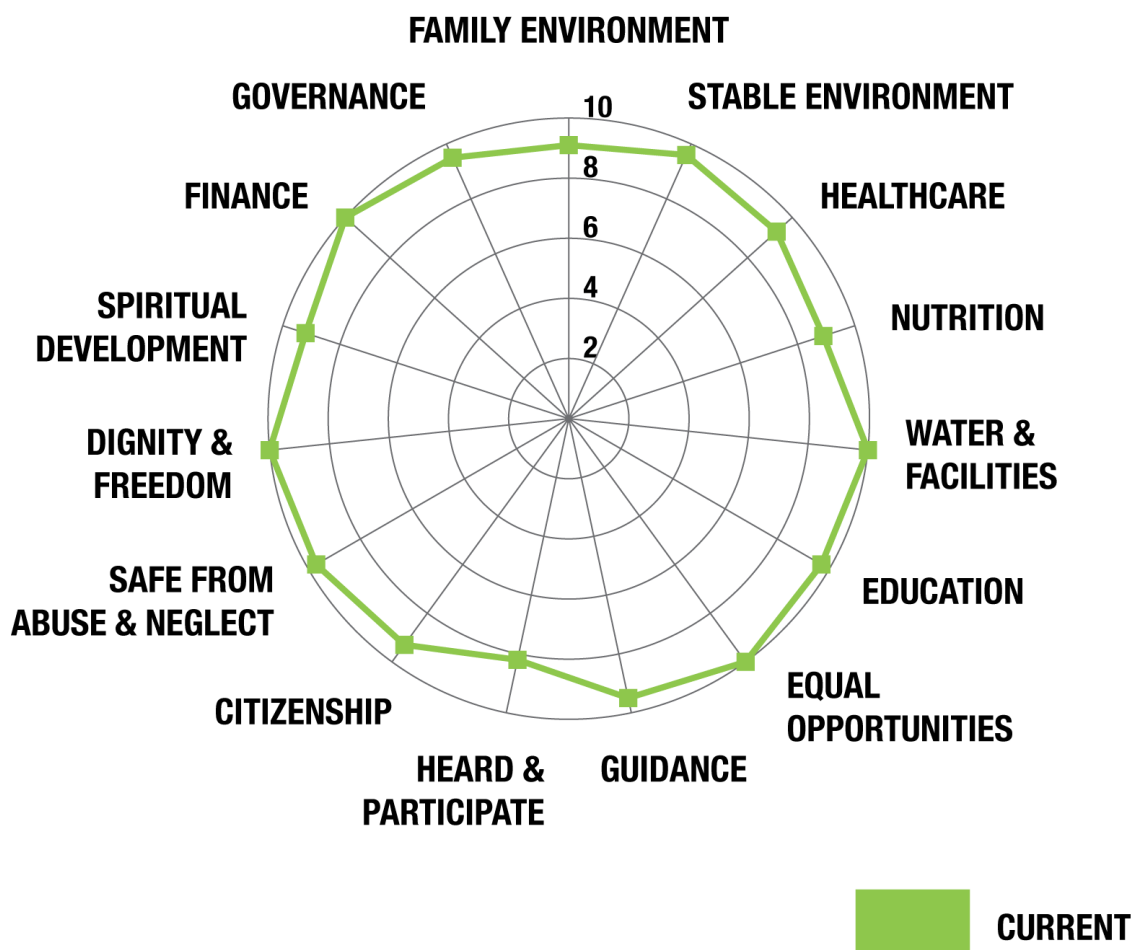 FAMILY ENVIRONMENT
GOVERNANCE
STABLE ENVIRONMENT
10
8
6
4
2
FINANCE
HEALTHCARE
SPIRITUAL
DEVELOPMENT
NUTRITION
DIGNITY &
FREEDOM
WATER &
FACILITIES
SAFE FROM
ABUSE & NEGLECT
EDUCATION
CITIZENSHIP
EQUAL
OPPORTUNITIES
HEARD &
PARTICIPATE
GUIDANCE
CURRENT